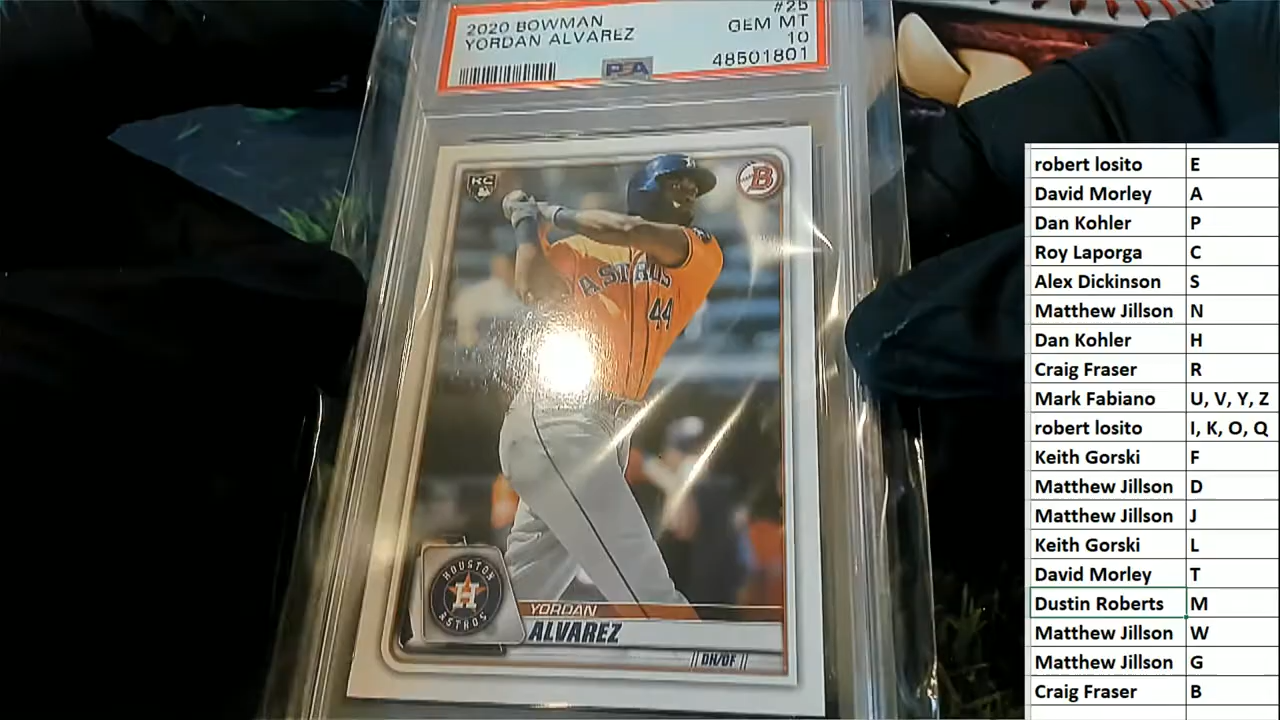 2020 BOWMAN
YORDAN ALVAREZ
#25
GEM MT
10
48501801
PSA
RC
B
ASTROS
44
HOUSTON
H
ASTROS
YORDAN
ALVAREZ
DH/OF
robert losito E
David Morley A
Dan Kohler P
Roy Laporga C
Alex Dickinson S
Matthew Jillson N
Dan Kohler H
Craig Fraser R
Mark Fabiano U, V, Y, Z
robert losito I, K, O, Q
Keith Gorski F
Matthew Jillson D
Matthew Jillson J
Keith Gorski L
David Morley T
Dustin Roberts M
Matthew Jillson W
Matthew Jillson G
Craig Fraser B